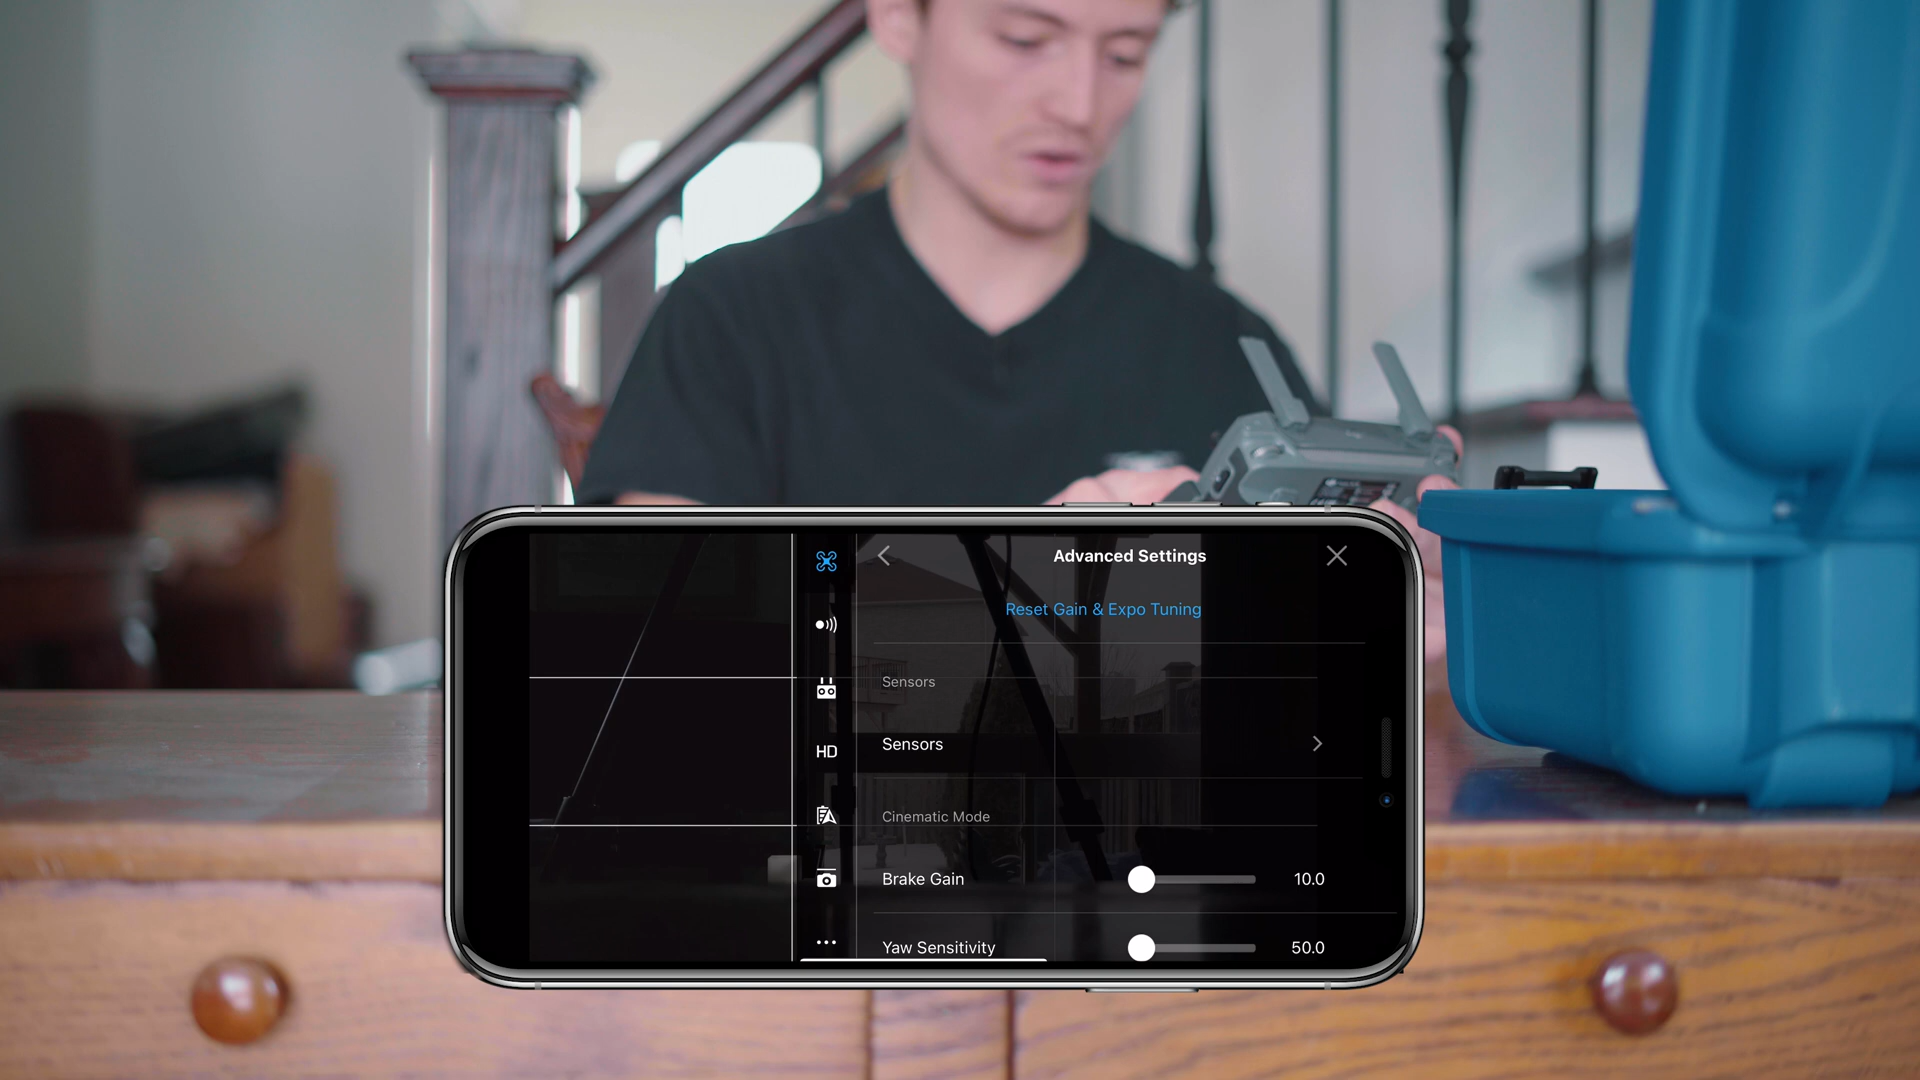 Advanced Settings
Reset Gain & Expo Tuning
Sensors
Sensors
HD
Cinematic Mode
Brake Gain 10.0
Yaw Sensitivity 50.0